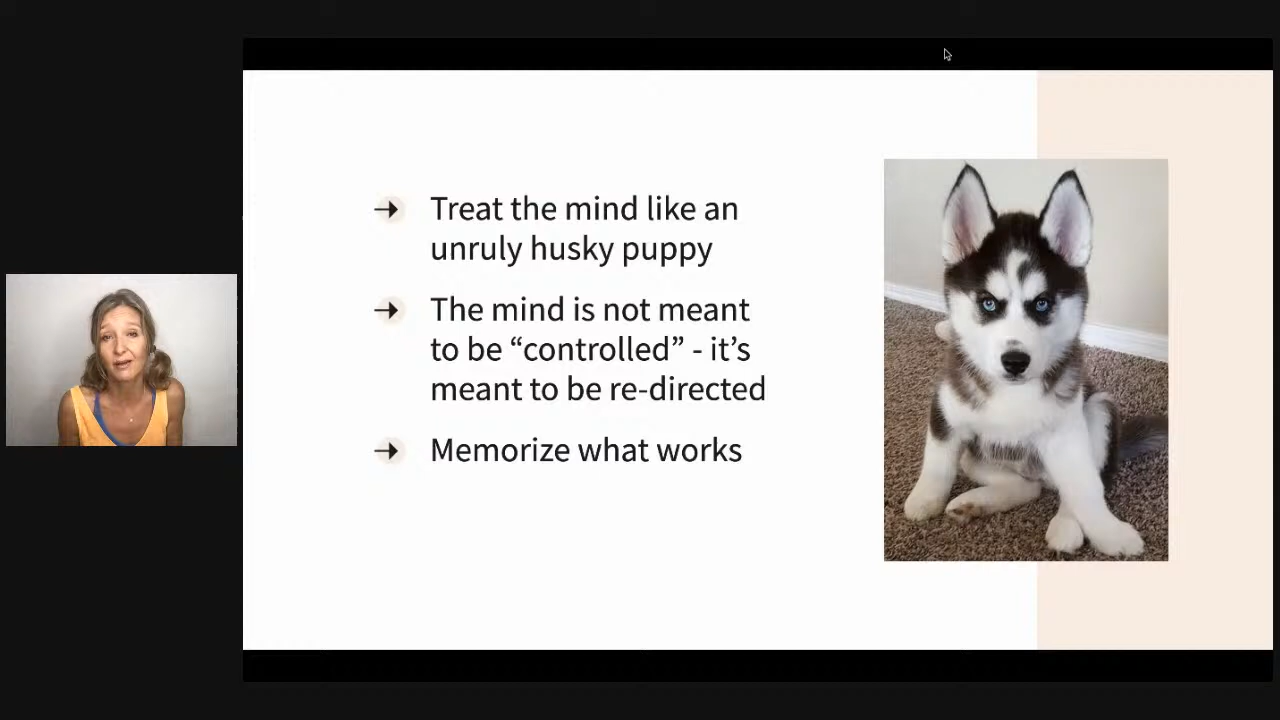 Treat the mind like an
unruly husky puppy
The mind is not meant
to be “controlled” - it’s
meant to be re-directed
Memorize what works